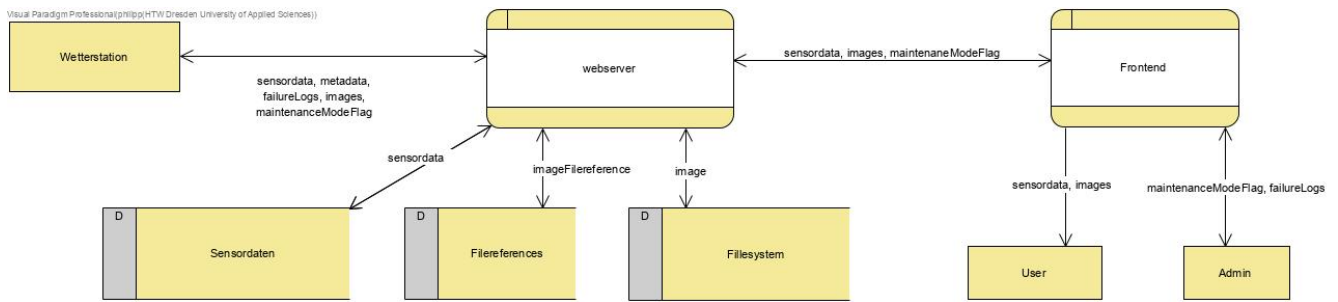 Visual Paradigm Professional(philipp(HTW Dresden University of Applied Sciences))
Wetterstation
webserver
Frontend
sensordata, images, maintenaneModeFlag
sensordata, metadata,
failureLogs, images,
maintenanceModeFlag
sensordata
imageFilereference
image
sensordata, images
maintenanceModeFlag, failureLogs
D
Sensordaten
D
Filereferences
D
Fillesystem
User
Admin